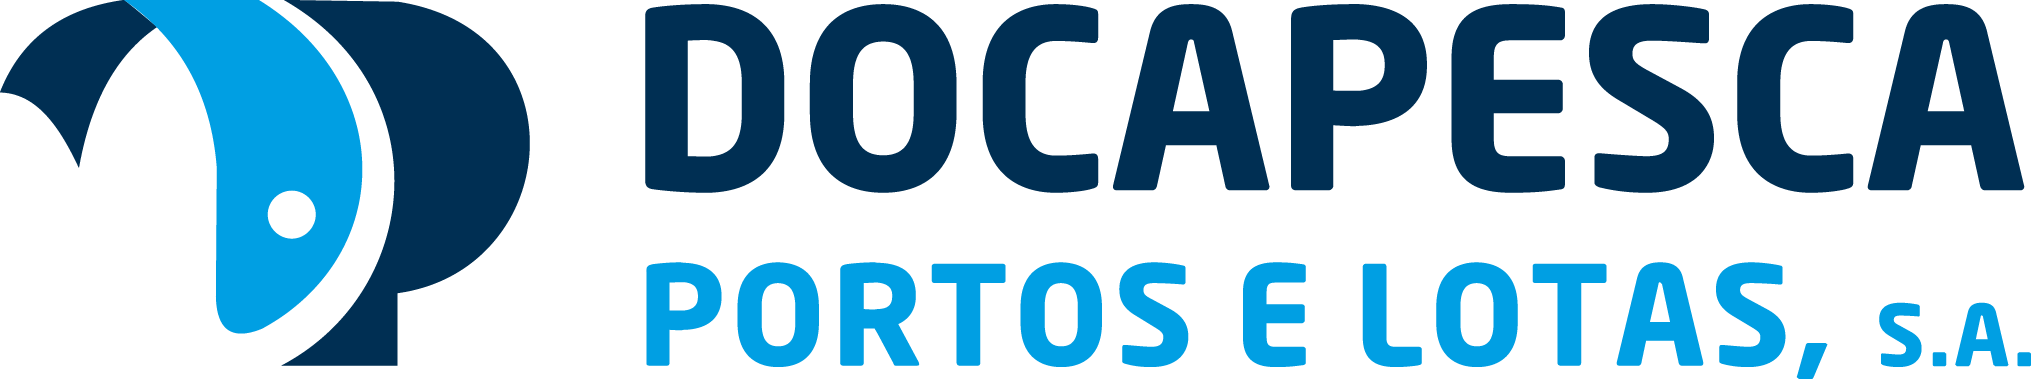 DOCAPESCA
PORTOS E LOTAS, S.A.